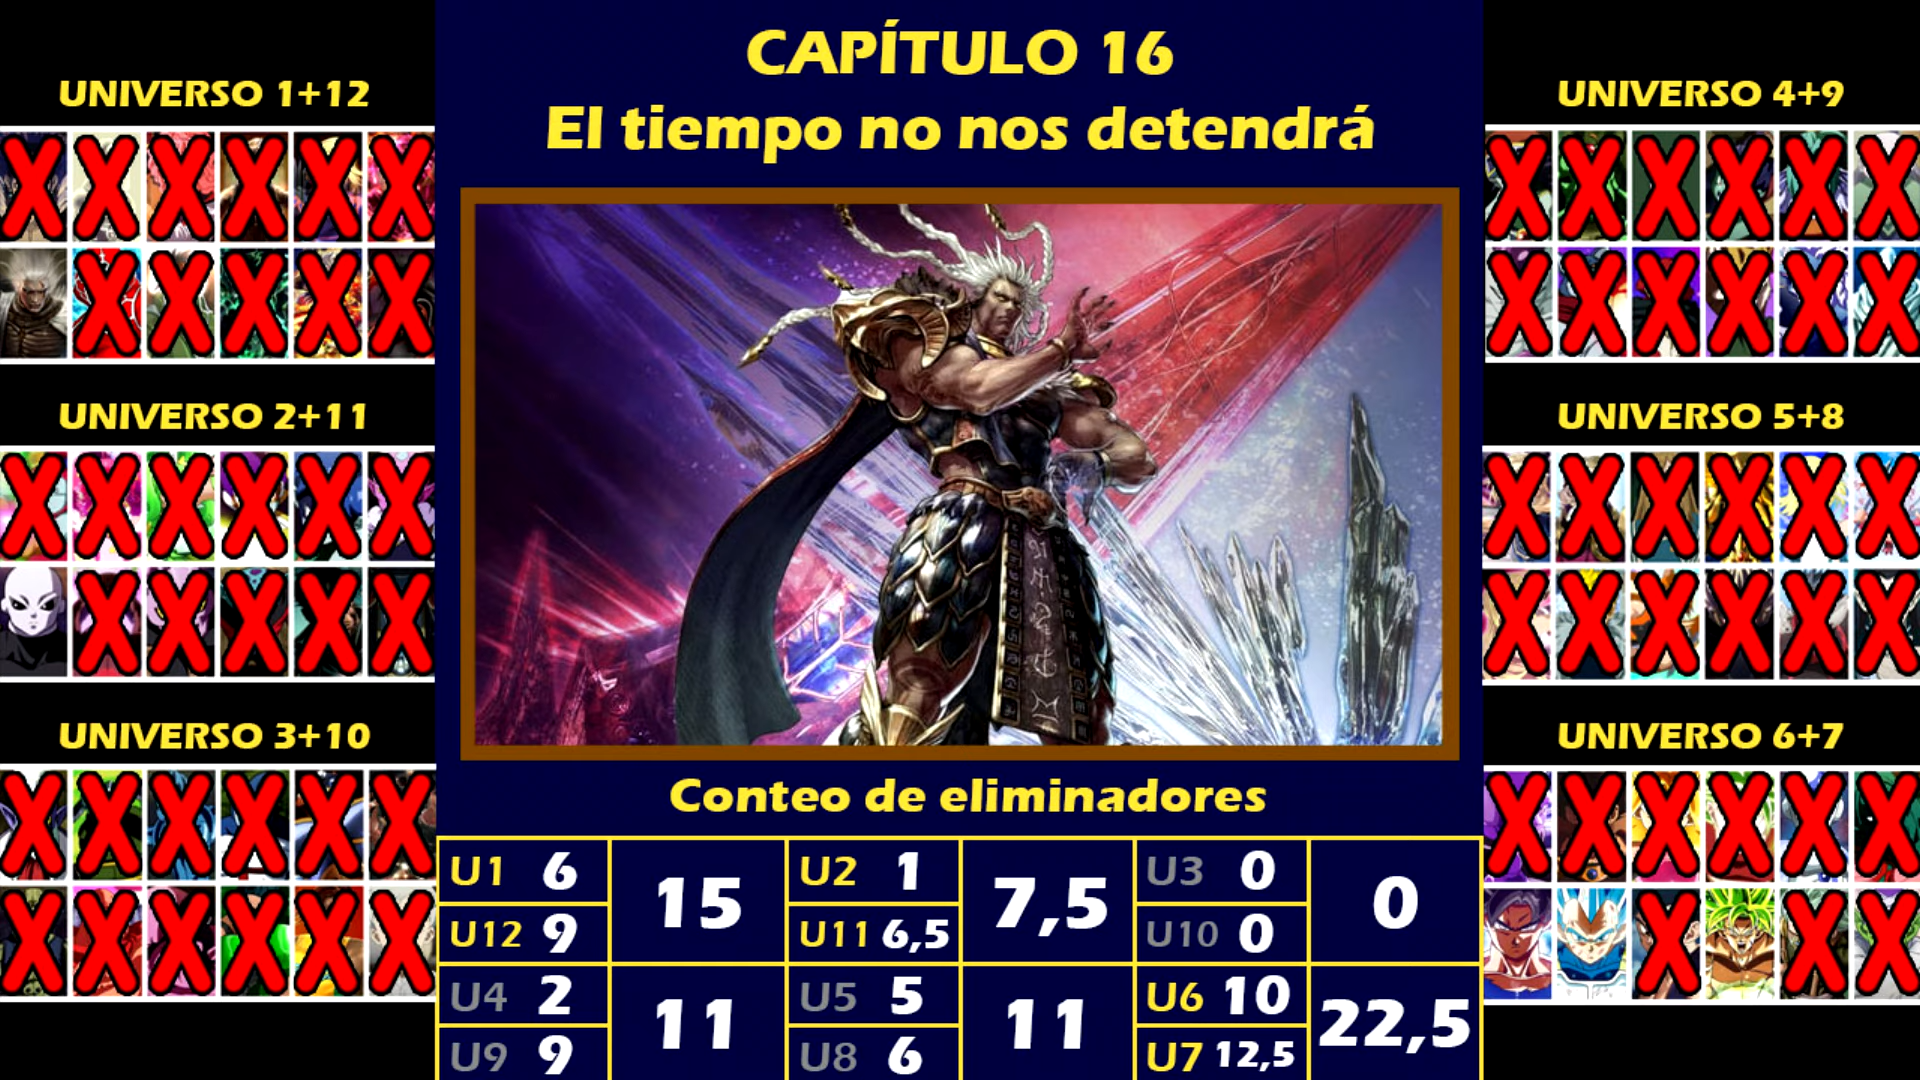 CAPÍTULO 16
El tiempo no nos detendrá
UNIVERSO 1+12
UNIVERSO 2+11
UNIVERSO 3+10
UNIVERSO 4+9
UNIVERSO 5+8
UNIVERSO 6+7
Conteo de eliminadores
U1 6
U12 9
15
U2 1
U11 6,5
7,5
U3 0
U10 0
0
U4 2
U9 9
11
U5 5
U8 6
11
U6 10
U7 12,5
22,5